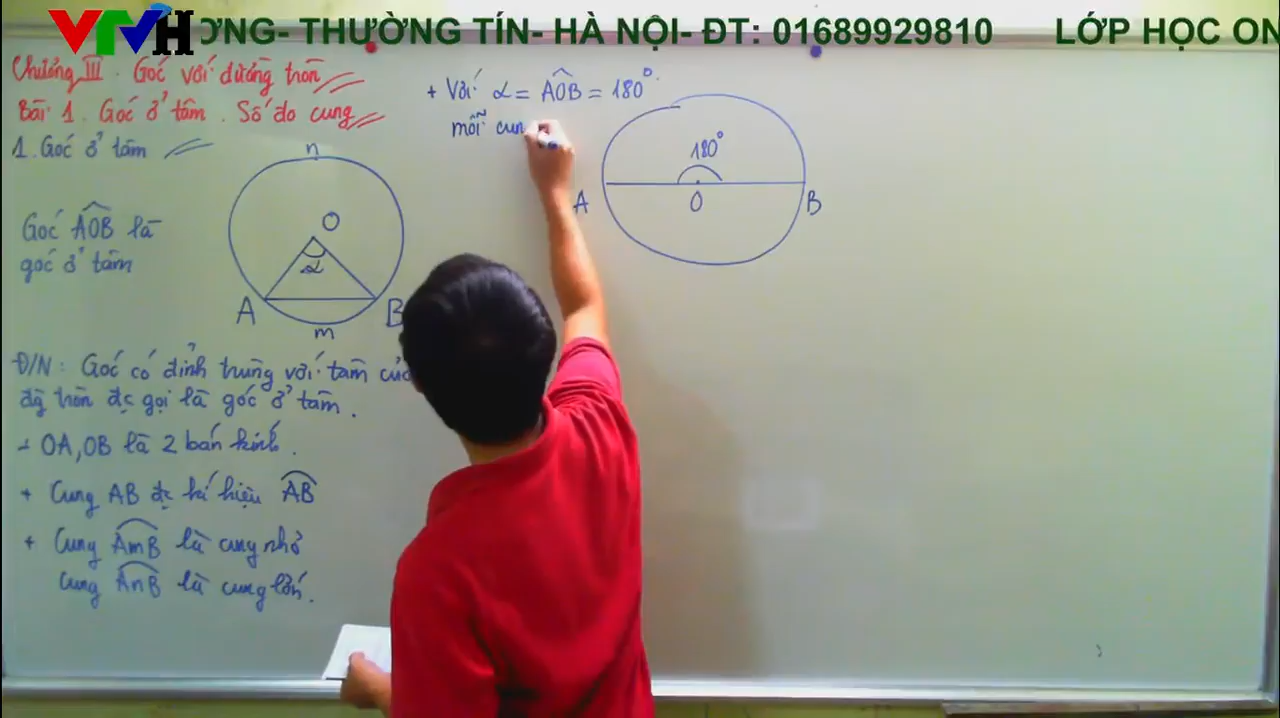 VTVH
ƯƠNG- THƯỜNG TÍN- HÀ NỘI- ĐT: 01689929810 LỚP HỌC ON
Chương III. Góc với đường tròn
Bài 1. Góc ở tâm. Số đo cung
1. Góc ở tâm
Góc AOB là
góc ở tâm
n
O
α
A
B
m
Đ/N: Góc có đỉnh trùng với tâm của
đg tròn đc gọi là góc ở tâm.
- OA, OB là 2 bán kính.
+ Cung AB đc kí hiệu AB
+ Cung AmB là cung nhỏ
cung AnB là cung lớn.
+ Với α = AOB = 180°.
mỗi cun
180°
A
O
B